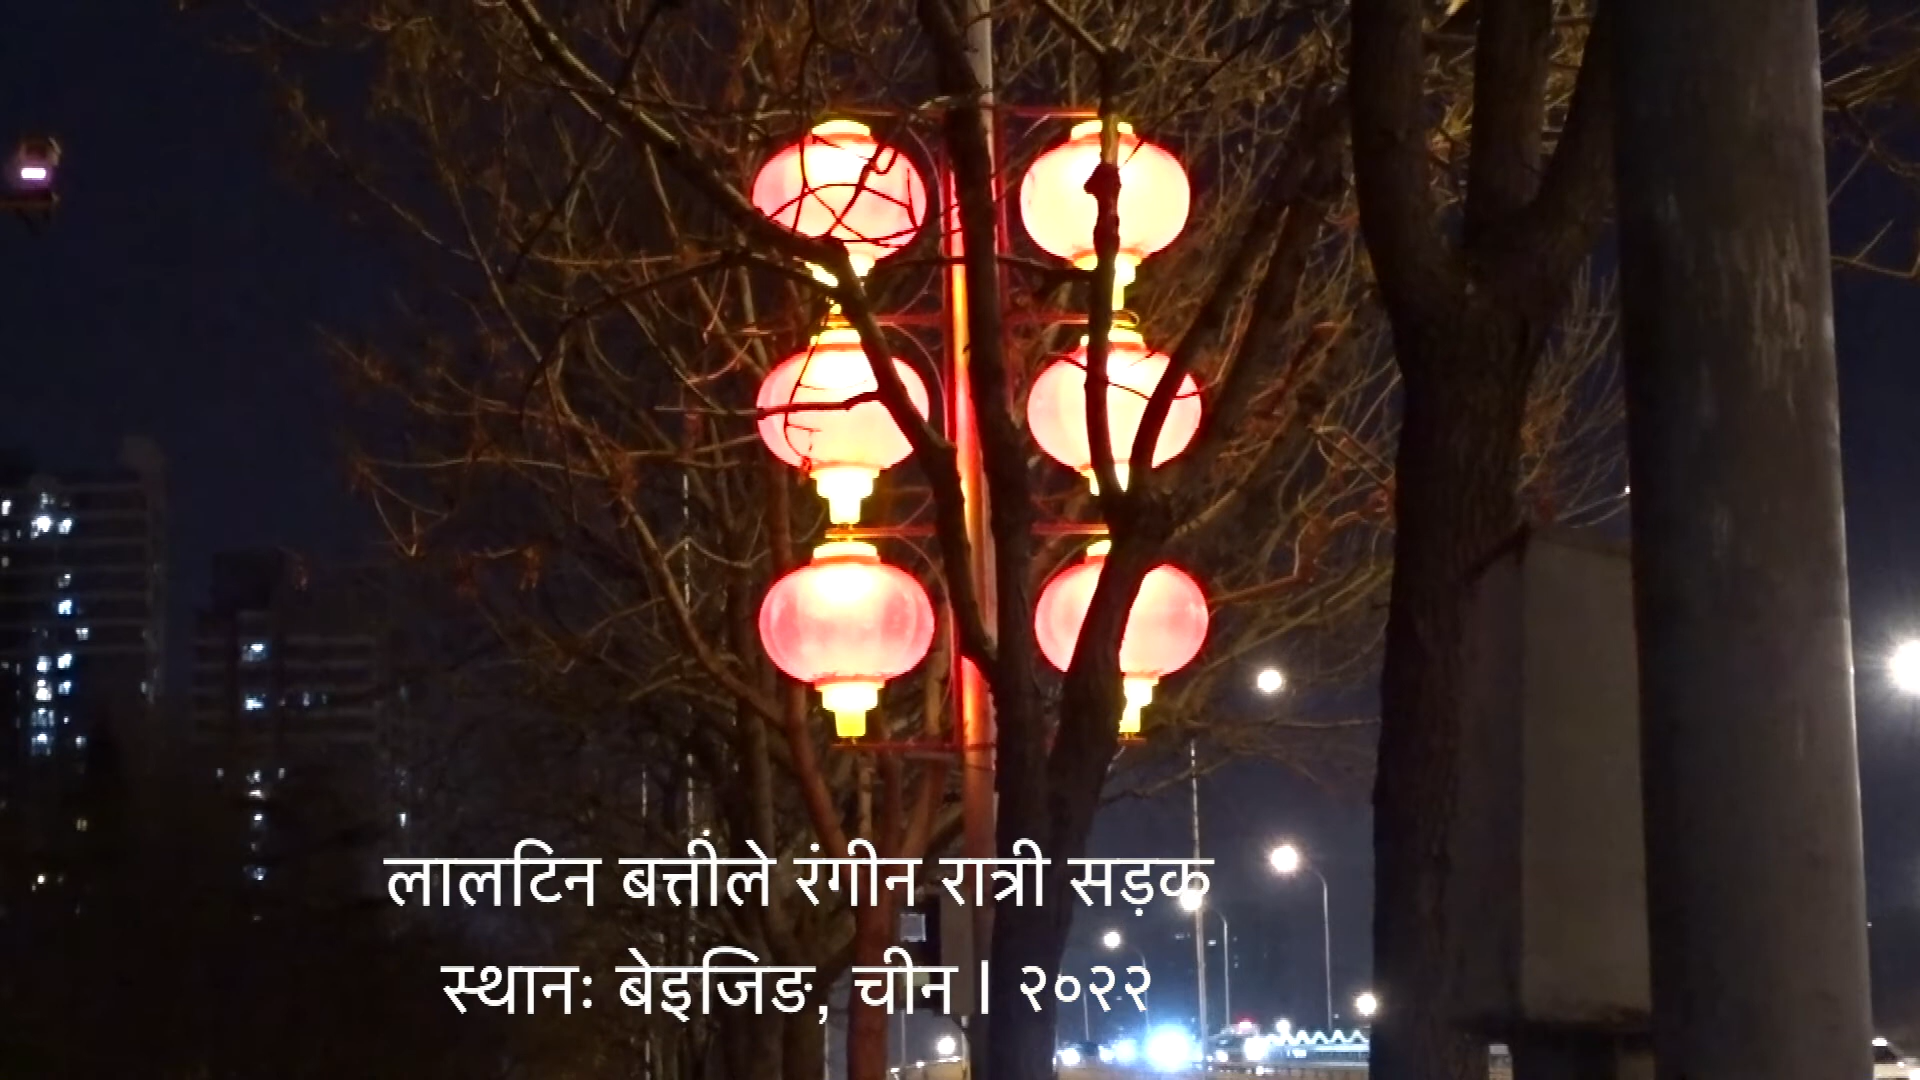 लालटिन बत्तीले रंगीन रात्री सड़क
स्थानः बेइजिङ, चीन । २०२२